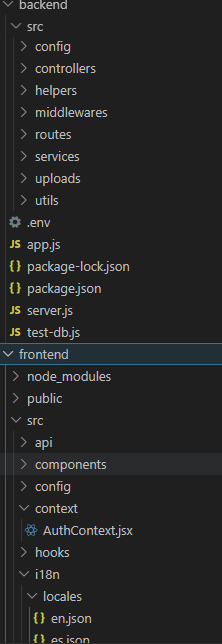 backend
src
config
controllers
helpers
middlewares
routes
services
uploads
utils
.env
JS app.js
{} package-lock.json
{} package.json
JS server.js
JS test-db.js
frontend
node_modules
public
src
api
components
config
context
AuthContext.jsx
hooks
i18n
locales
{} en.json
{} es.json